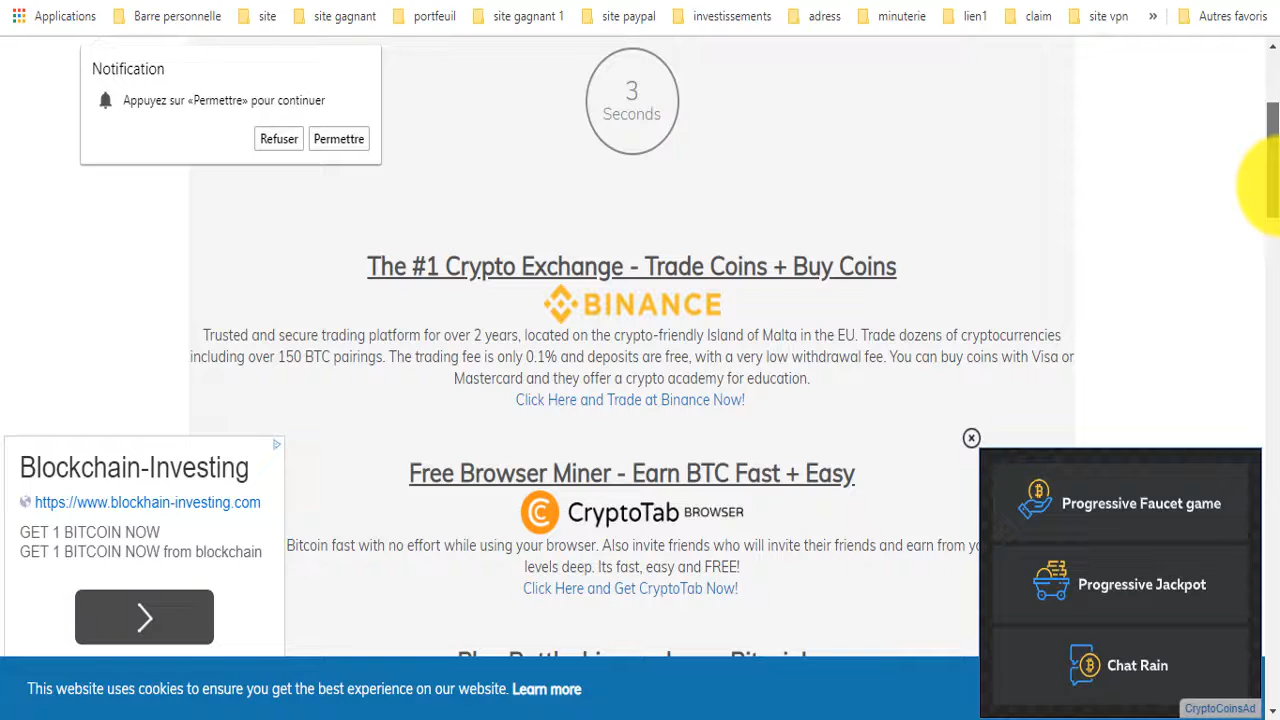 Applications Barre personnelle site site gagnant portfeuil site gagnant 1 site paypal investissements adress minuterie lien1 claim site vpn » Autres favoris
Notification
Appuyez sur «Permettre» pour continuer
Refuser Permettre
3
Seconds
The #1 Crypto Exchange - Trade Coins + Buy Coins
BINANCE
Trusted and secure trading platform for over 2 years, located on the crypto-friendly Island of Malta in the EU. Trade dozens of cryptocurrencies
including over 150 BTC pairings. The trading fee is only 0.1% and deposits are free, with a very low withdrawal fee. You can buy coins with Visa or
Mastercard and they offer a crypto academy for education.
Click Here and Trade at Binance Now!
Free Browser Miner - Earn BTC Fast + Easy
CryptoTab BROWSER
Bitcoin fast with no effort while using your browser. Also invite friends who will invite their friends and earn from
levels deep. Its fast, easy and FREE!
Click Here and Get CryptoTab Now!
Blockchain-Investing
https://www.blockhain-investing.com
GET 1 BITCOIN NOW
GET 1 BITCOIN NOW from blockchain
Progressive Faucet game
Progressive Jackpot
Chat Rain
CryptoCoinsAd
This website uses cookies to ensure you get the best experience on our website. Learn more